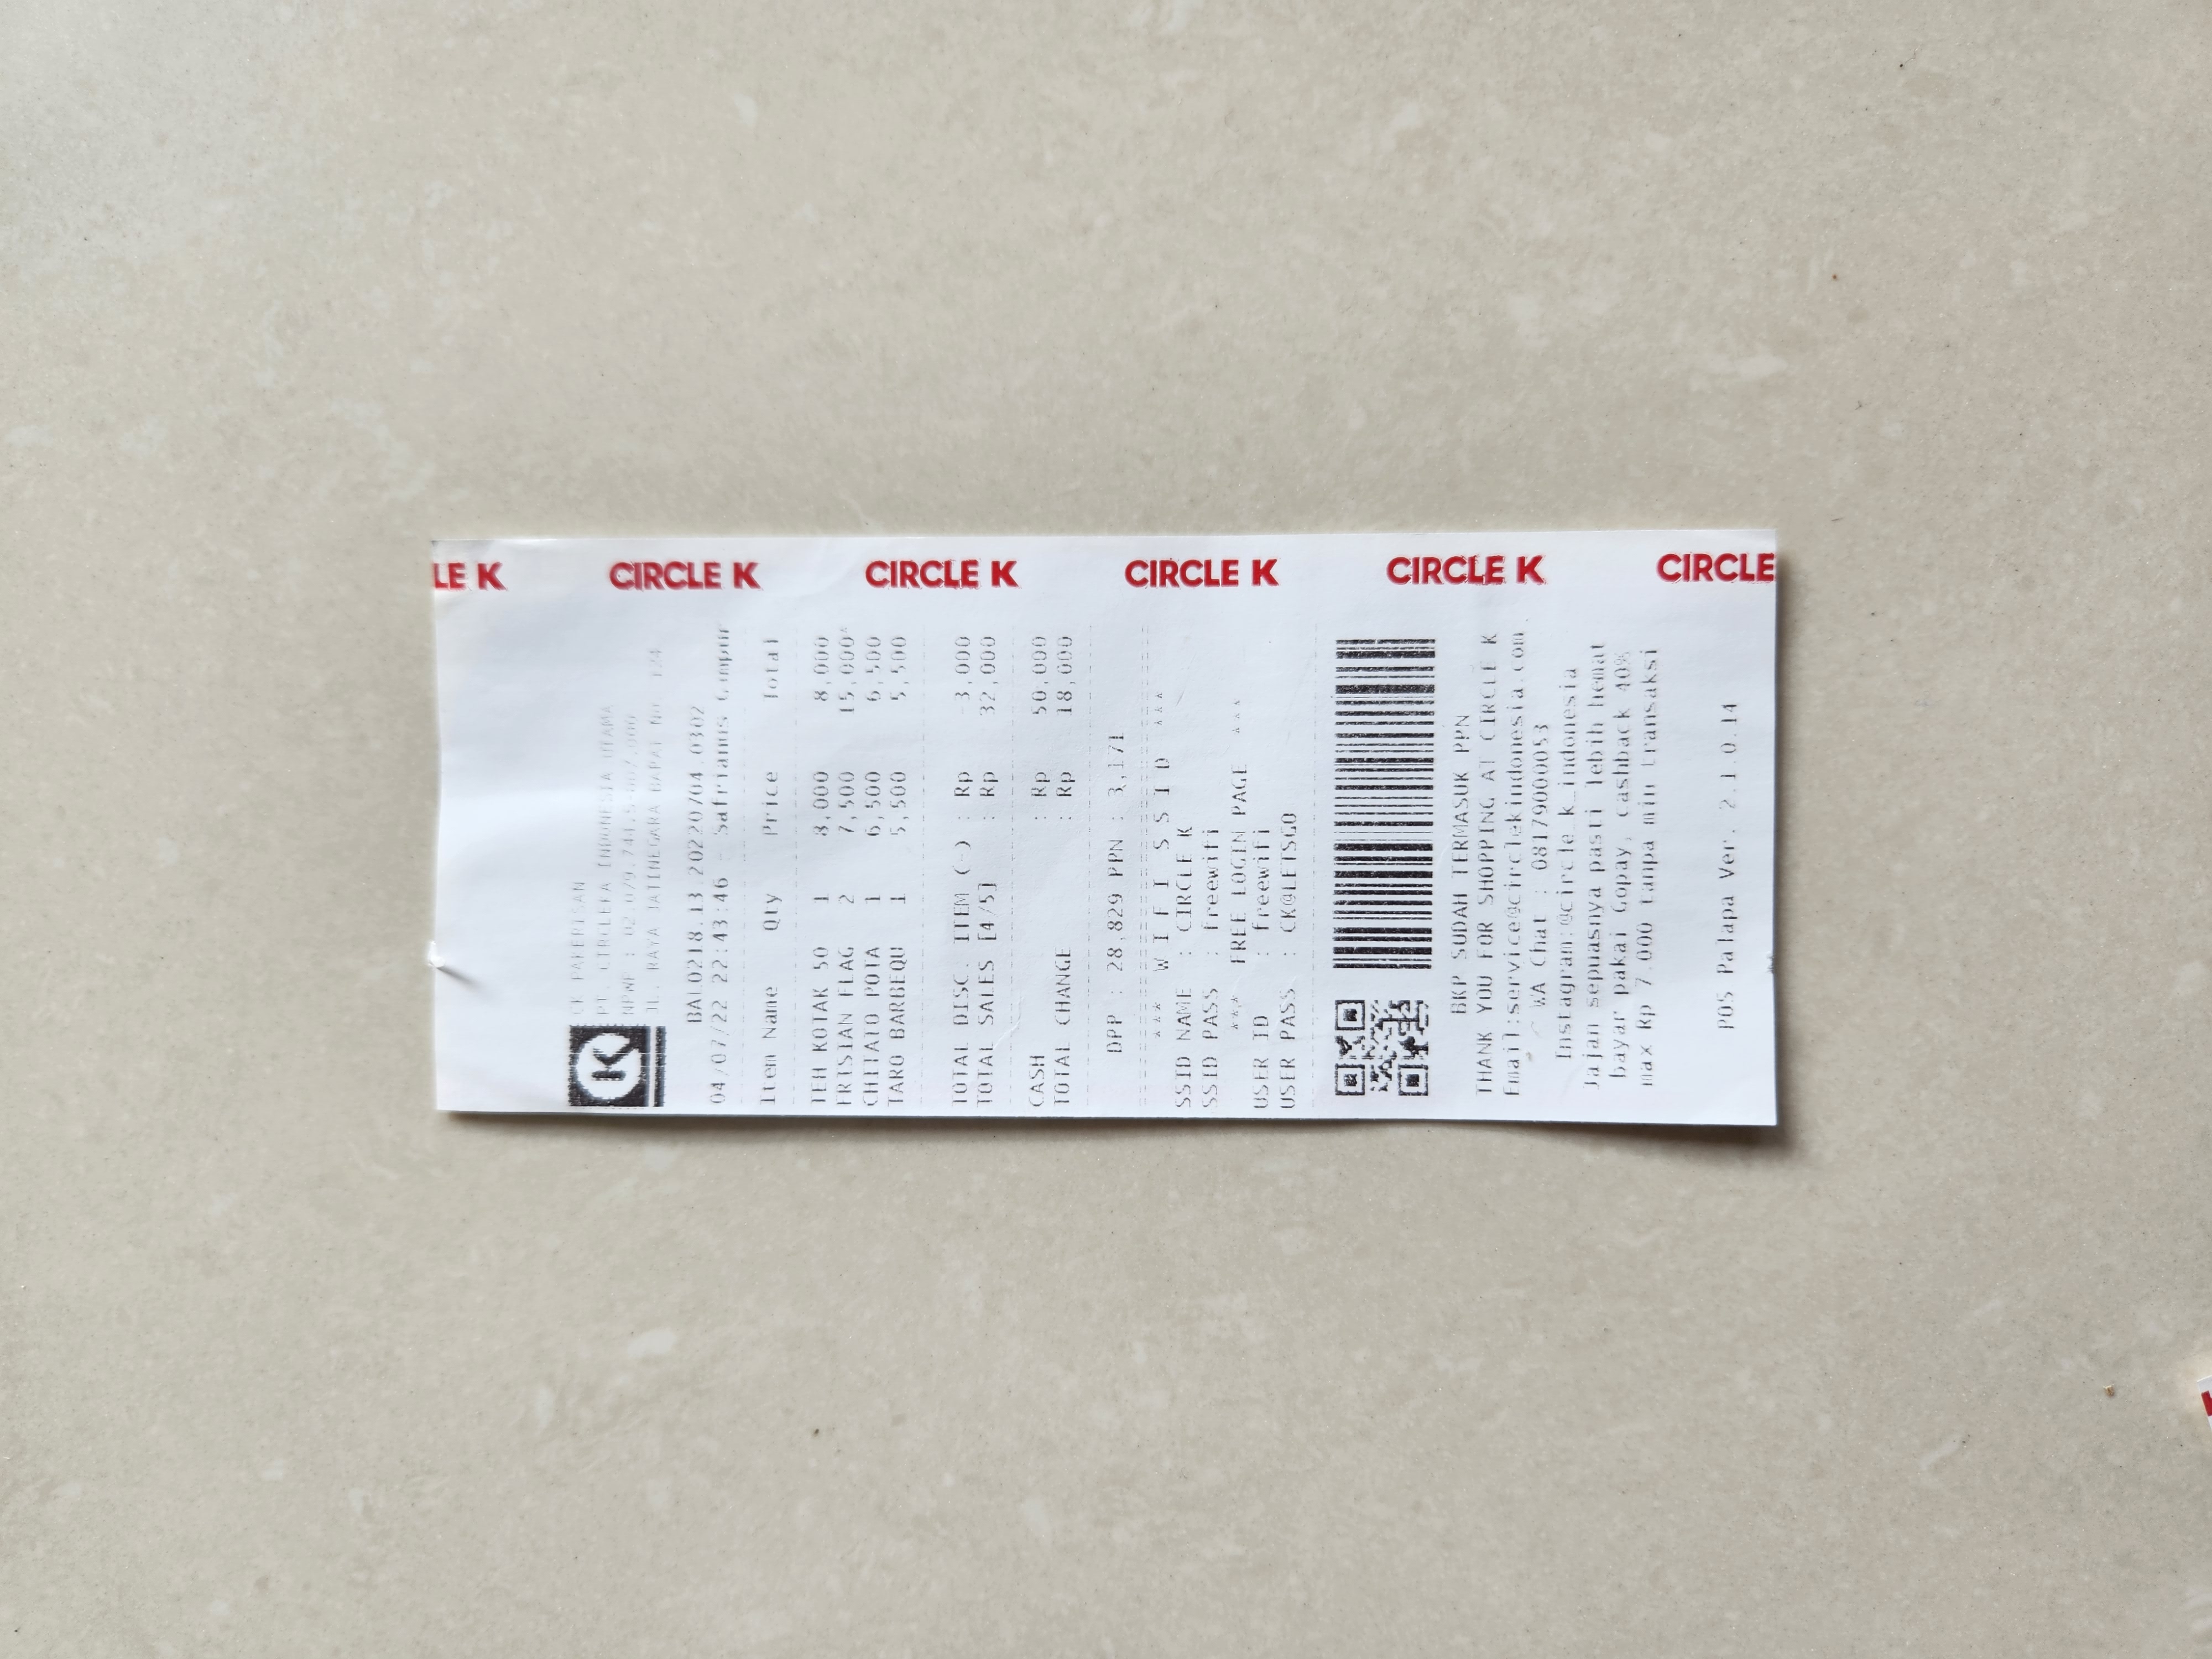 CK PAKERISAN
PT. CIRCLEKA INDONESIA UTAMA
NPWP : 02.079.744.5-007.000
JL. RAYA JATINEGARA BARAT No. 124
BAL0218.13.20220704.0302
04/07/22 22:43:46 - Safrianus
Item Name Qty Price Total
TEH KOTAK 50 1 8,000 8,000
FRISIAN FLAG 2 7,500 15,000*
CHITATO POTA 1 6,500 6,500
TARO BARBEQU 1 5,500 5,500
TOTAL DISC. ITEM (-) : Rp -3,000
TOTAL SALES [4/5] : Rp 32,000
CASH : Rp 50,000
TOTAL CHANGE : Rp 18,000
DPP : 28,829 PPN : 3,171
*** W I F I S S I D ***
SSID NAME : CIRCLE K
SSID PASS : freewifi
*** FREE LOGIN PAGE ***
USER ID : freewifi
USER PASS : CK@LETSGO
BKP SUDAH TERMASUK PPN
THANK YOU FOR SHOPPING AT CIRCLE K
Email:service@circlekindonesia.com
WA Chat : 08179000053
Instagram:@circle_k_indonesia
Jajan sepuasnya pasti lebih hemat
bayar pakai Gopay, cashback 40%
max Rp 7.000 tanpa min transaksi
POS Palapa Ver. 2.1.0.14
LE K
CIRCLE K
CIRCLE K
CIRCLE K
CIRCLE K
CIRCLE